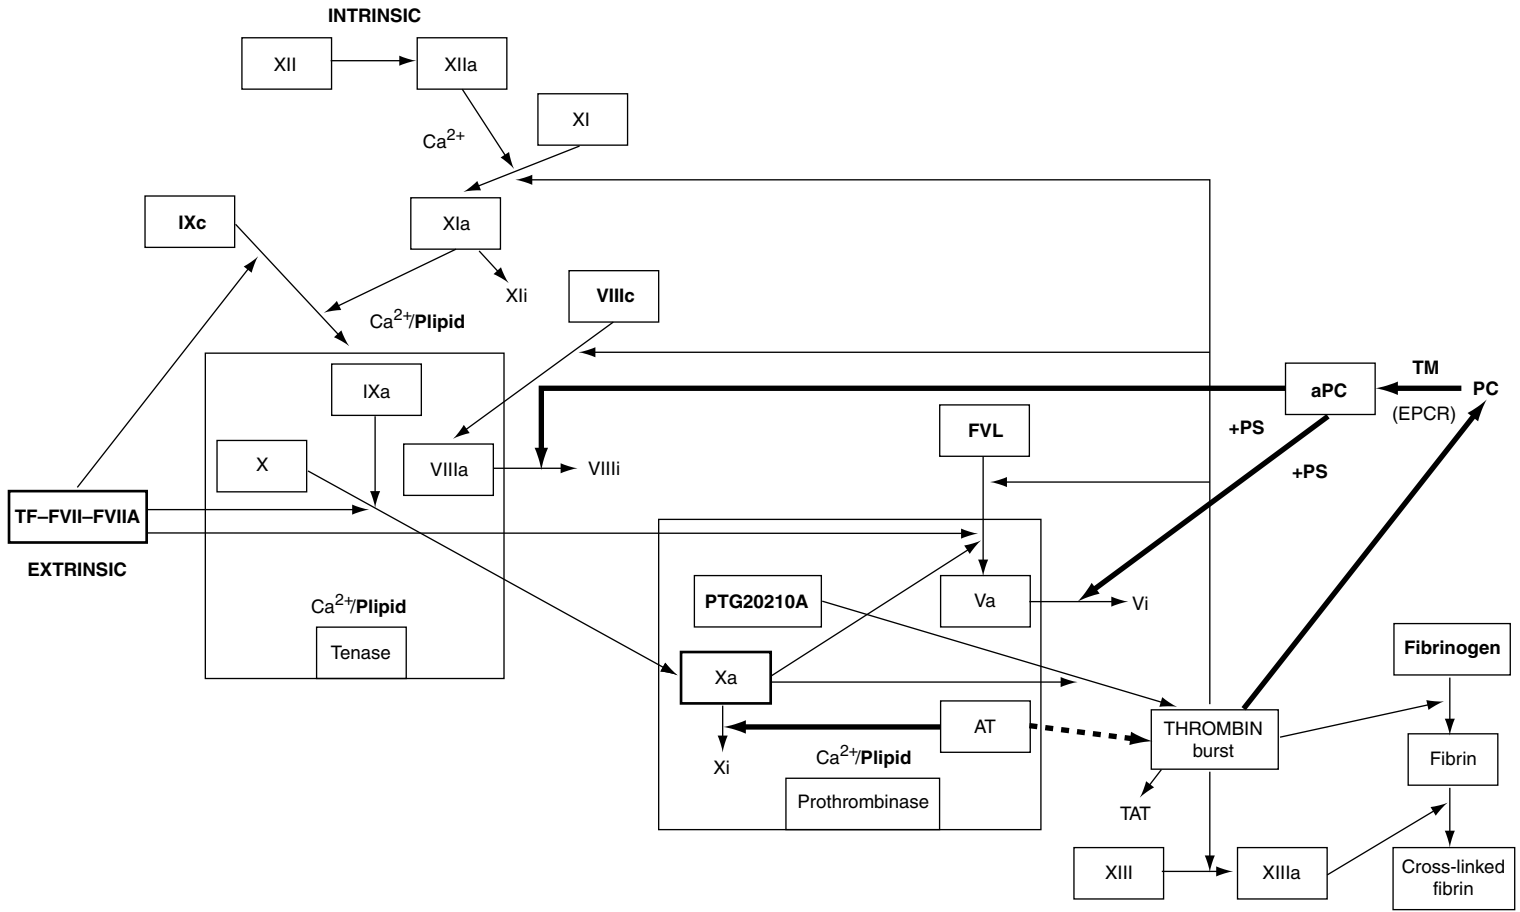 INTRINSIC
XII
XIIa
XI
Ca2+
IXc
XIa
XIi
VIIIc
Ca2+/Plipid
IXa
aPC
TM
PC
(EPCR)
FVL
+PS
+PS
X
VIIIa
VIIIi
TF–FVII–FVIIA
EXTRINSIC
Ca2+/Plipid
Tenase
PTG20210A
Va
Vi
Xa
Fibrinogen
AT
THROMBIN
burst
Xi
Ca2+/Plipid
Fibrin
Prothrombinase
TAT
XIII
XIIIa
Cross-linked
fibrin